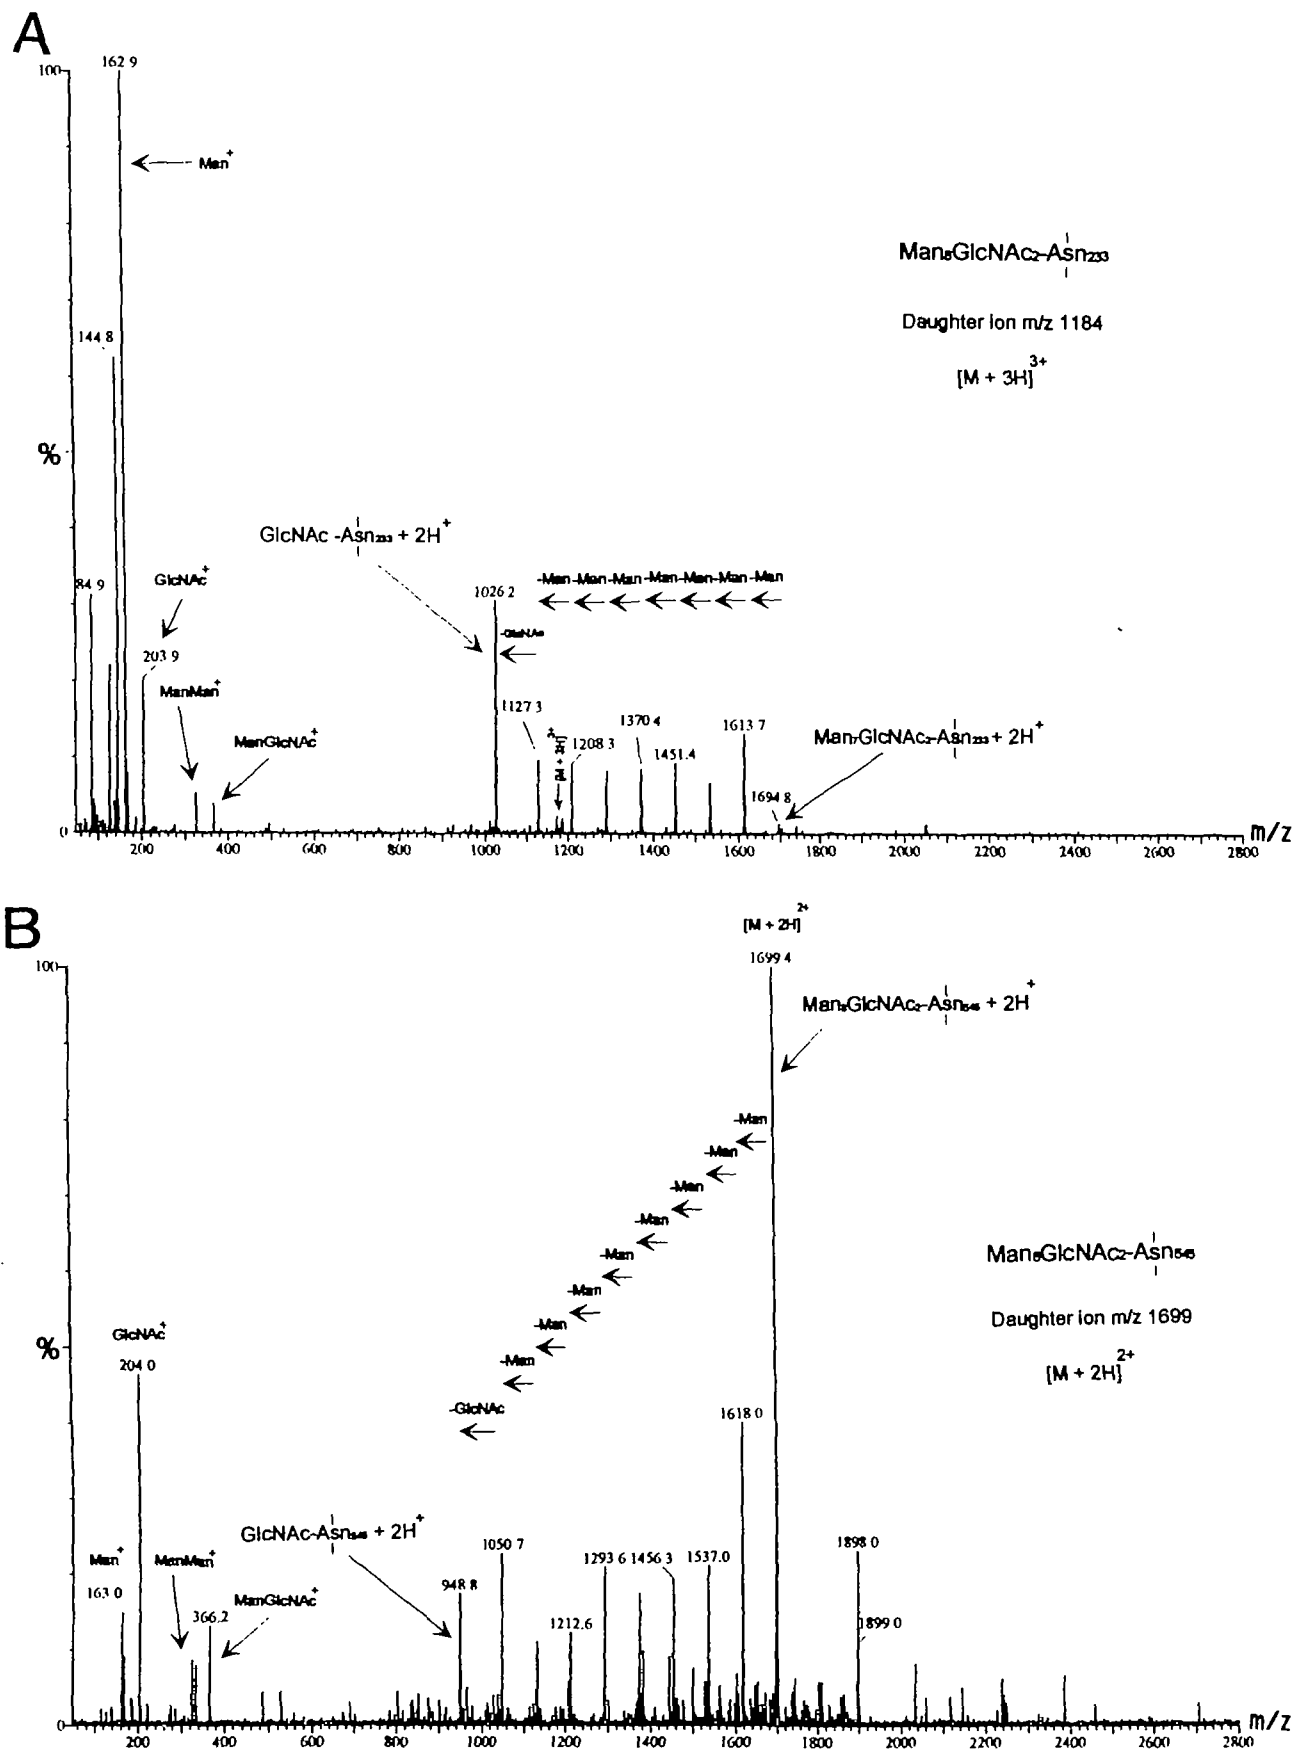 A
100
162 9
Man+
144 8
Man8GlcNAc2-Asn233
Daughter ion m/z 1184
[M + 3H]3+
%
GlcNAc -Asn233 + 2H+
84 9
GlcNAc+
203 9
ManMan+
ManGlcNAc+
1026 2
-Man -Man -Man -Man -Man -Man -Man
-GlcNAc
1127 3
[M + 3H]3+
1208 3
1370 4
1451.4
1613 7
Man7GlcNAc2-Asn233 + 2H+
1694 8
0
200 400 600 800 1000 1200 1400 1600 1800 2000 2200 2400 2600 2800
m/z
B
[M + 2H]2+
100
1699 4
Man8GlcNAc2-Asn545 + 2H+
-Man
-Man
-Man
-Man
-Man
-Man
-Man
-Man
-GlcNAc
Man8GlcNAc2-Asn545
Daughter ion m/z 1699
[M + 2H]2+
%
GlcNAc+
204 0
1618 0
GlcNAc-Asn545 + 2H+
Man+
163 0
ManMan+
ManGlcNAc+
366.2
948 8
1050 7
1212.6
1293 6
1456 3
1537.0
1898 0
1899 0
0
200 400 600 800 1000 1200 1400 1600 1800 2000 2200 2400 2600 2800
m/z